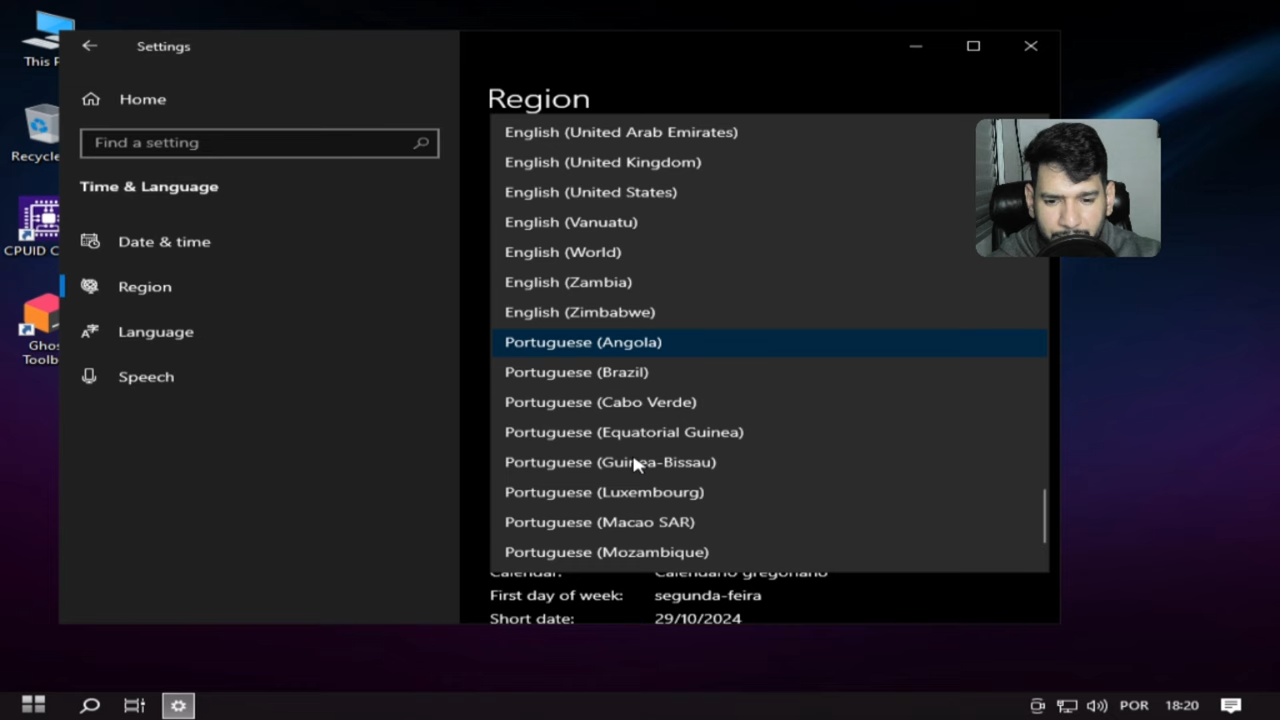 This P
Recycle
CPUID C
Ghos
Toolb
Settings
Home
Find a setting
Time & Language
Date & time
Region
Language
Speech
Region
English (United Arab Emirates)
English (United Kingdom)
English (United States)
English (Vanuatu)
English (World)
English (Zambia)
English (Zimbabwe)
Portuguese (Angola)
Portuguese (Brazil)
Portuguese (Cabo Verde)
Portuguese (Equatorial Guinea)
Portuguese (Guinea-Bissau)
Portuguese (Luxembourg)
Portuguese (Macao SAR)
Portuguese (Mozambique)
Calendar: Calendário gregoriano
First day of week: segunda-feira
Short date: 29/10/2024
POR 18:20